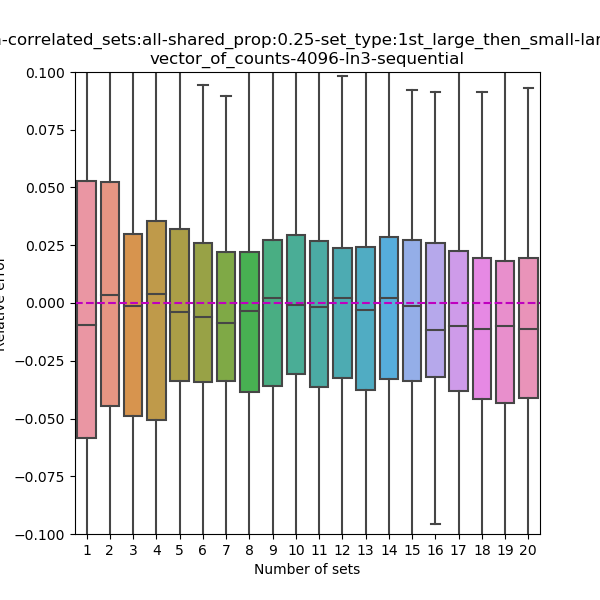 -correlated_sets:all-shared_prop:0.25-set_type:1st_large_then_small-lar
vector_of_counts-4096-ln3-sequential
0.100
0.075
0.050
0.025
0.000
−0.025
−0.050
−0.075
−0.100
Relative error
1 2 3 4 5 6 7 8 9 10 11 12 13 14 15 16 17 18 19 20
Number of sets